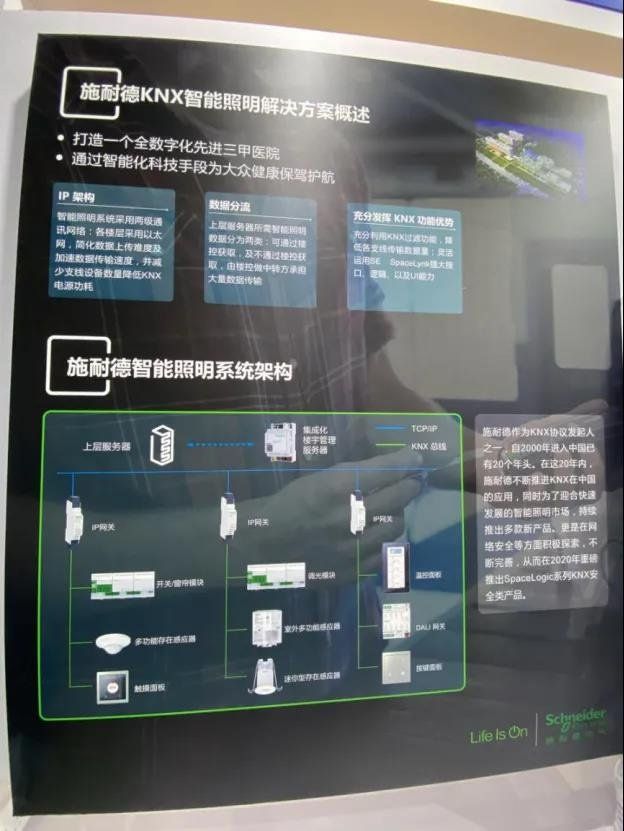 施耐德KNX智能照明解决方案概述
• 打造一个全数字化先进三甲医院
• 通过智能化科技手段为大众健康保驾护航
IP 架构
智能照明系统采用两级通
讯网络：各楼层采用以太
网，简化数据上传难度及
加速数据传输速度，并减
少支线设备数量降低KNX
电源功耗
数据分流
上层服务器所需智能照明
数据分为两类：可通过楼
控获取，及不通过楼控获
取，由楼控做中转方承担
大量数据传输
充分发挥 KNX 功能优势
充分利用KNX过滤功能，降
低各支线传输数据量；灵活
运用SE SpaceLynk强大接
口、逻辑、以及UI能力
施耐德智能照明系统架构
上层服务器
集成化
楼宇管理
服务器
TCP/IP
KNX 总线
IP网关
IP网关
IP网关
开关/窗帘模块
调光模块
温控面板
多功能存在感应器
室外多功能感应器
DALI 网关
触摸面板
迷你型存在感应器
按键面板
施耐德作为KNX协议发起人
之一，自2000年进入中国已
有20个年头。在这20年内，
施耐德不断推进KNX在中国
的应用，同时为了迎合快速
发展的智能照明市场，持续
推出多款新产品。更是在网
络安全等方面积极探索，不
断完善，从而在2020年重磅
推出SpaceLogic系列KNX安
全类产品。
Life Is On
Schneider
Electric
施耐德电气